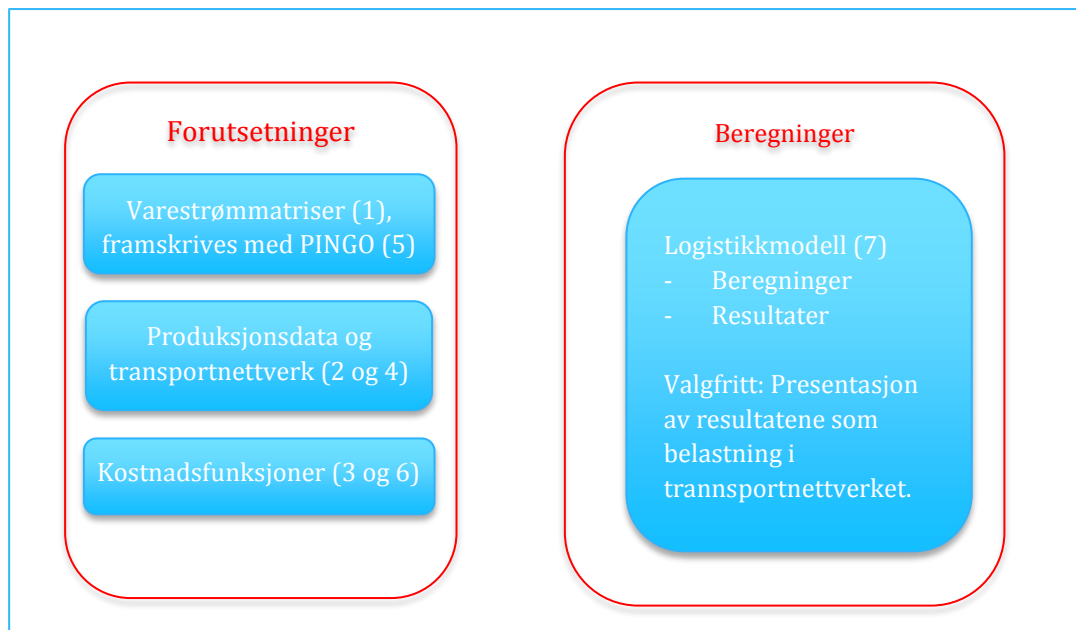 Forutsetninger
Varestrømmatriser (1),
framskrives med PINGO (5)
Produksjonsdata og
transportnettverk (2 og 4)
Kostnadsfunksjoner (3 og 6)
Beregninger
Logistikkmodell (7)
- Beregninger
- Resultater
Valgfritt: Presentasjon
av resultatene som
belastning i
trannsportnettverket.